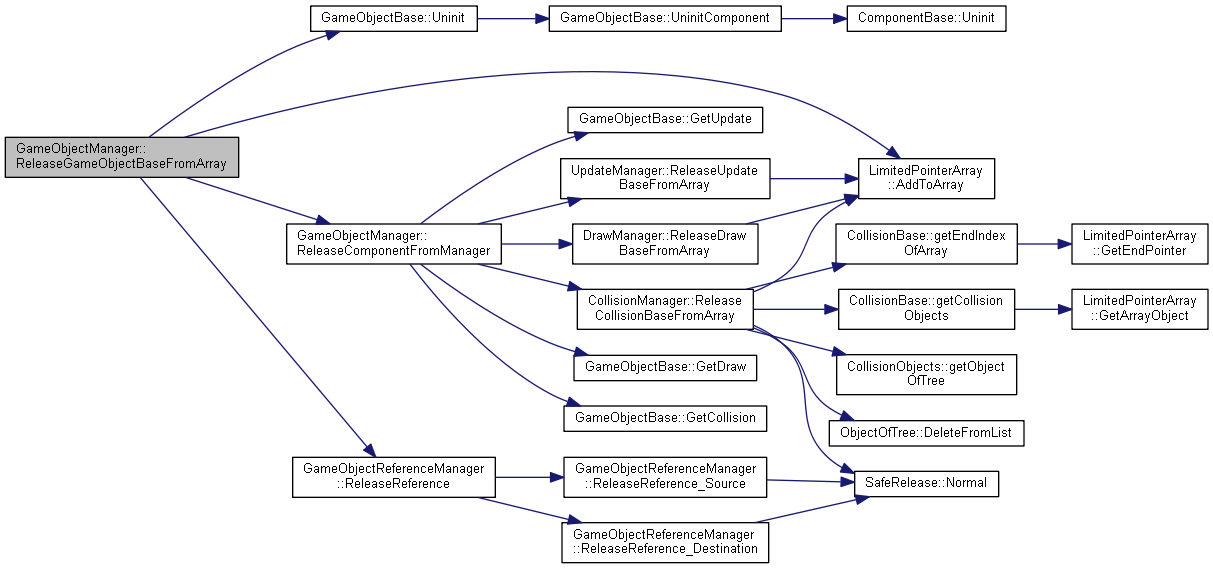 GameObjectBase::Uninit
GameObjectBase::UninitComponent
ComponentBase::Uninit
GameObjectManager::
ReleaseGameObjectBaseFromArray
GameObjectBase::GetUpdate
UpdateManager::ReleaseUpdate
BaseFromArray
LimitedPointerArray
::AddToArray
GameObjectManager::
ReleaseComponentFromManager
DrawManager::ReleaseDraw
BaseFromArray
CollisionBase::getEndIndex
OfArray
LimitedPointerArray
::GetEndPointer
CollisionManager::Release
CollisionBaseFromArray
CollisionBase::getCollision
Objects
LimitedPointerArray
::GetArrayObject
GameObjectBase::GetDraw
CollisionObjects::getObject
OfTree
GameObjectBase::GetCollision
ObjectOfTree::DeleteFromList
GameObjectReferenceManager
::ReleaseReference
GameObjectReferenceManager
::ReleaseReference_Source
SafeRelease::Normal
GameObjectReferenceManager
::ReleaseReference_Destination